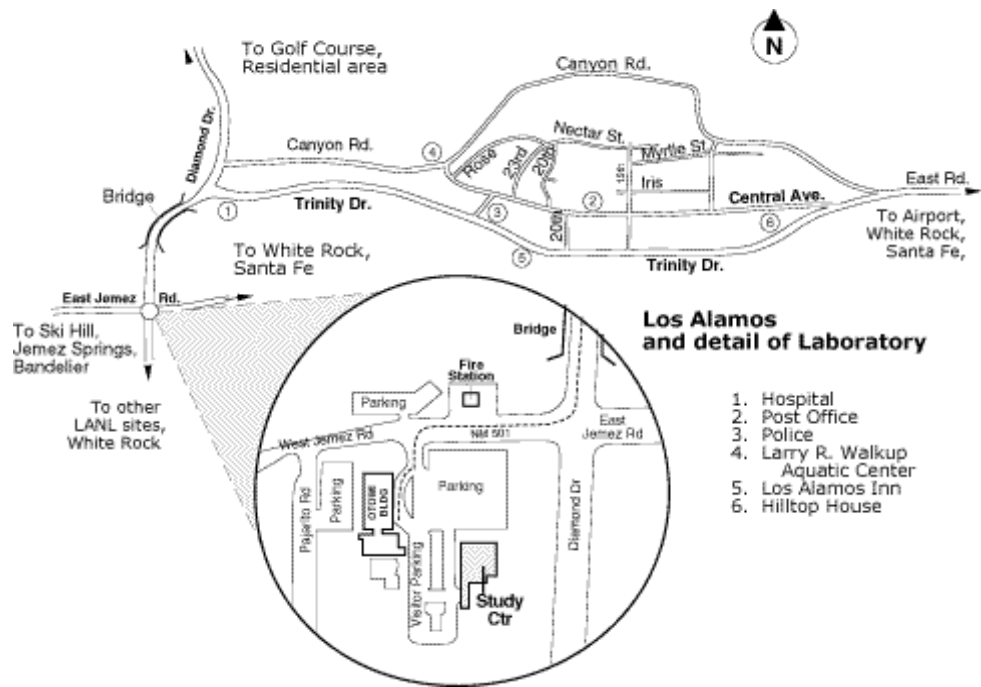 To Golf Course,
Residential area
N
Canyon Rd.
Diamond Dr.
Canyon Rd.
4
Rose
23rd
20th
Nectar St.
15th
Myrtle St.
Iris
East Rd.
Bridge
1
Trinity Dr.
3
2
Central Ave.
6
20th
5
Trinity Dr.
To Airport,
White Rock,
Santa Fe,
To White Rock,
Santa Fe
East Jemez Rd.
To Ski Hill,
Jemez Springs,
Bandelier
To other
LANL sites,
White Rock
Los Alamos
and detail of Laboratory
1. Hospital
2. Post Office
3. Police
4. Larry R. Walkup
Aquatic Center
5. Los Alamos Inn
6. Hilltop House
Bridge
Fire
Station
Parking
West Jemez Rd
NM 501
East
Jemez Rd
Pajarito Rd
Parking
OTOWI
BLDG
Parking
Diamond Dr
Visitor Parking
Study
Ctr